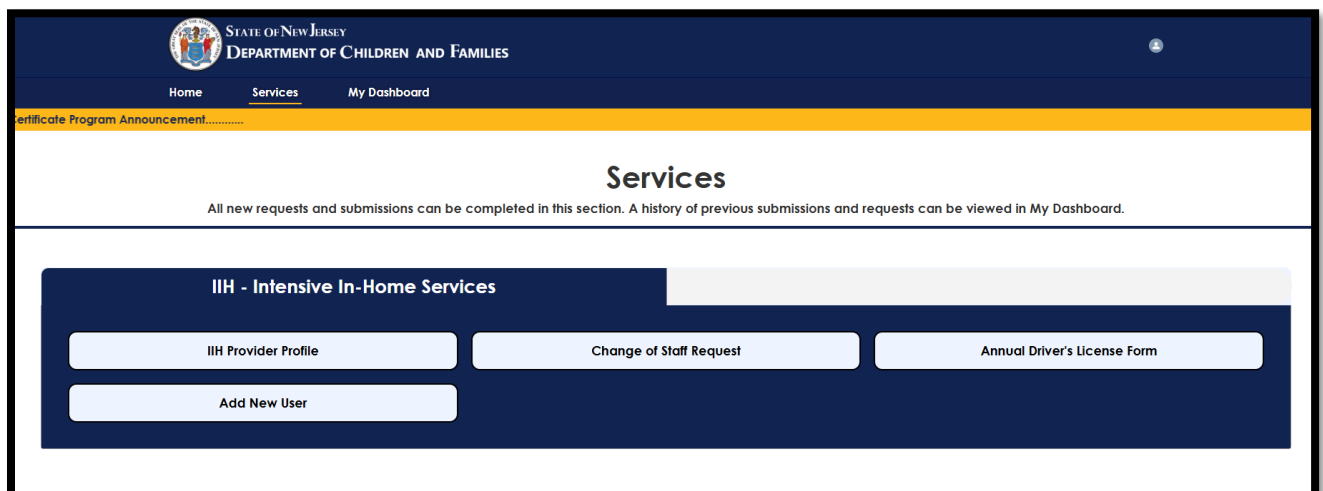 STATE OF NEW JERSEY
DEPARTMENT OF CHILDREN AND FAMILIES
Home Services My Dashboard
ertificate Program Announcement............
Services
All new requests and submissions can be completed in this section. A history of previous submissions and requests can be viewed in My Dashboard.
IIH - Intensive In-Home Services
IIH Provider Profile Change of Staff Request Annual Driver's License Form
Add New User